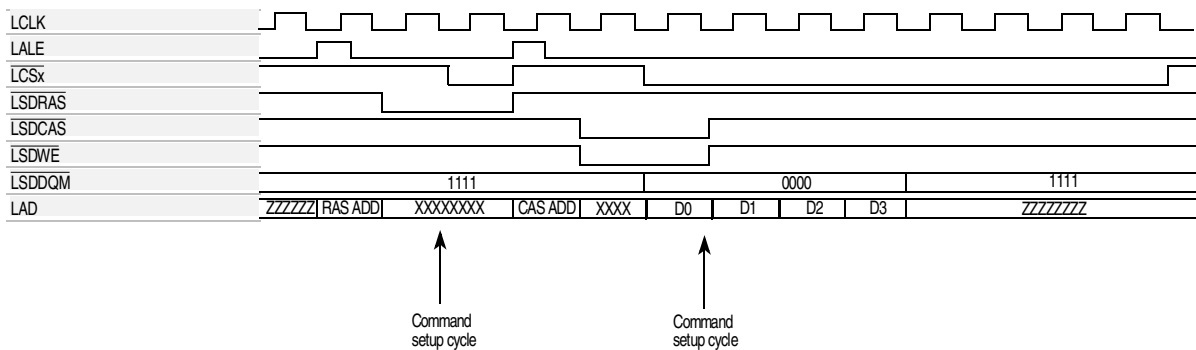 LCLK
LALE
LCSx
LSDRAS
LSDCAS
LSDWE
LSDDQM 1111 0000 1111
LAD ZZZZZZ RAS ADD XXXXXXXX CAS ADD XXXX D0 D1 D2 D3 ZZZZZZZZ
Command Command
setup cycle setup cycle